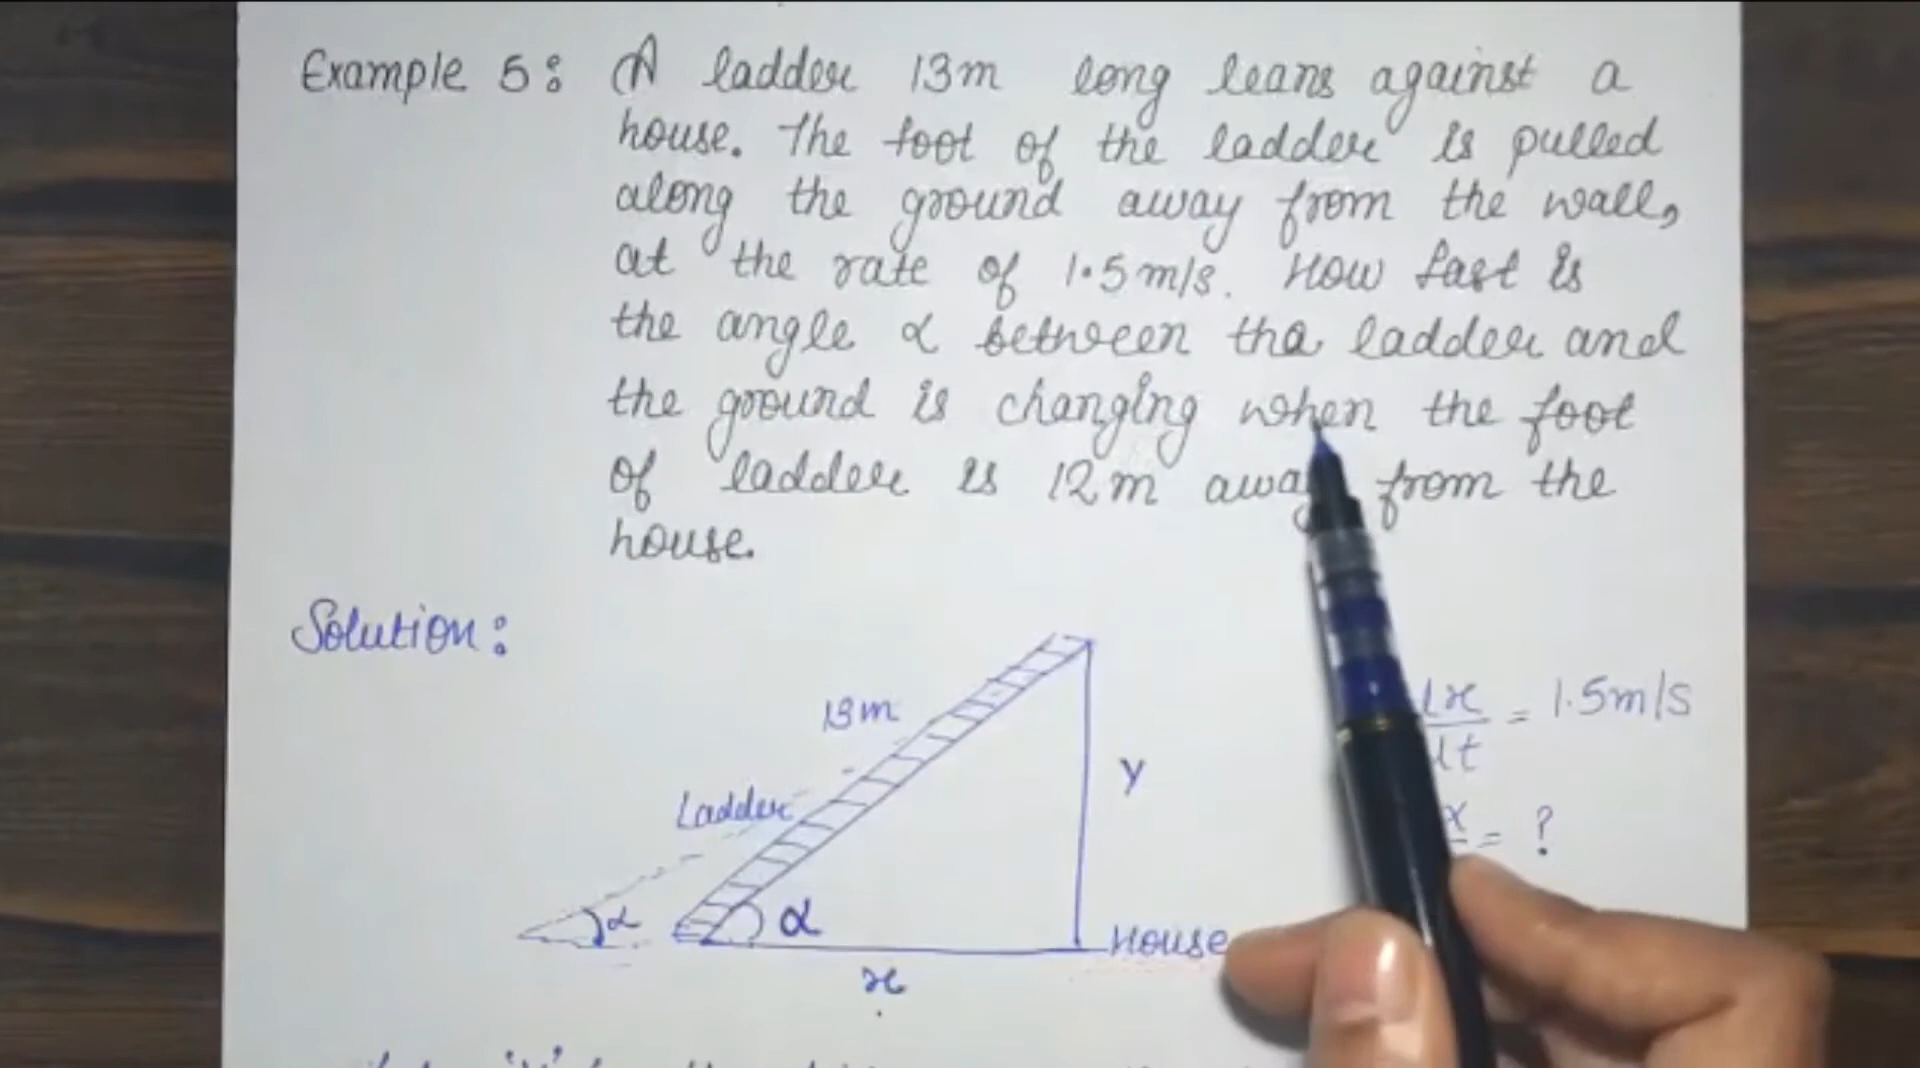 Example 5: A ladder 13m long leans against a
house. The foot of the ladder is pulled
along the ground away from the wall,
at the rate of 1.5m/s. How fast is
the angle α between the ladder and
the ground is changing when the foot
of ladder is 12m away from the
house.
Solution:
13m
dx/dt = 1.5m/s
y
Ladder
= ?
α
α
House
x